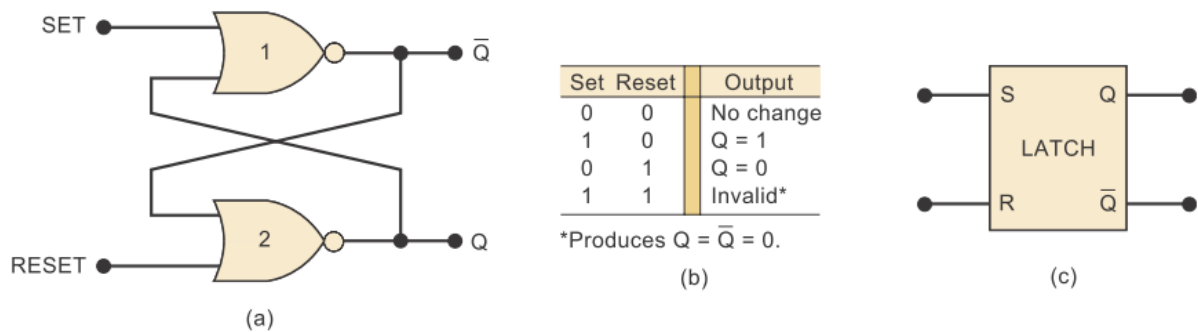 SET
1
Q̅
2
Q
RESET
(a)
Set Reset Output
0 0 No change
1 0 Q = 1
0 1 Q = 0
1 1 Invalid*
*Produces Q = Q̅ = 0.
(b)
S Q
LATCH
R Q̅
(c)